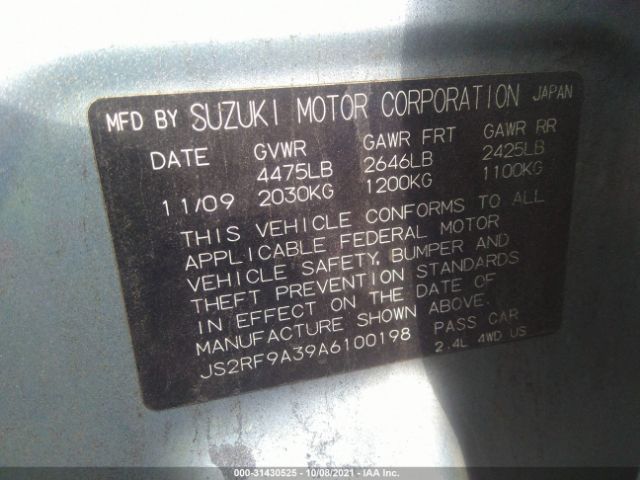 MFD BY SUZUKI MOTOR CORPORATION JAPAN
DATE GVWR GAWR FRT GAWR RR
4475LB 2646LB 2425LB
11/09 2030KG 1200KG 1100KG
THIS VEHICLE CONFORMS TO ALL
APPLICABLE FEDERAL MOTOR
VEHICLE SAFETY, BUMPER AND
THEFT PREVENTION STANDARDS
IN EFFECT ON THE DATE OF
MANUFACTURE SHOWN ABOVE.
JS2RF9A39A6100198 PASS CAR
2.4L 4WD US
000 - 31430525 - 10/08/2021 - IAA Inc.